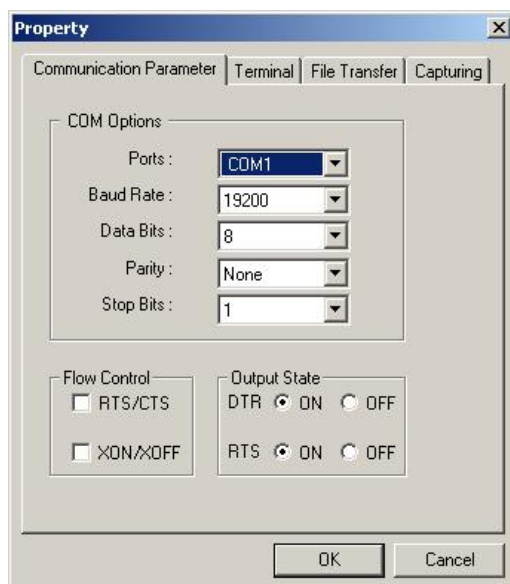 Property
Communication Parameter Terminal File Transfer Capturing
COM Options
Ports : COM1
Baud Rate : 19200
Data Bits : 8
Parity : None
Stop Bits : 1
Flow Control
RTS/CTS
XON/XOFF
Output State
DTR ON OFF
RTS ON OFF
OK Cancel